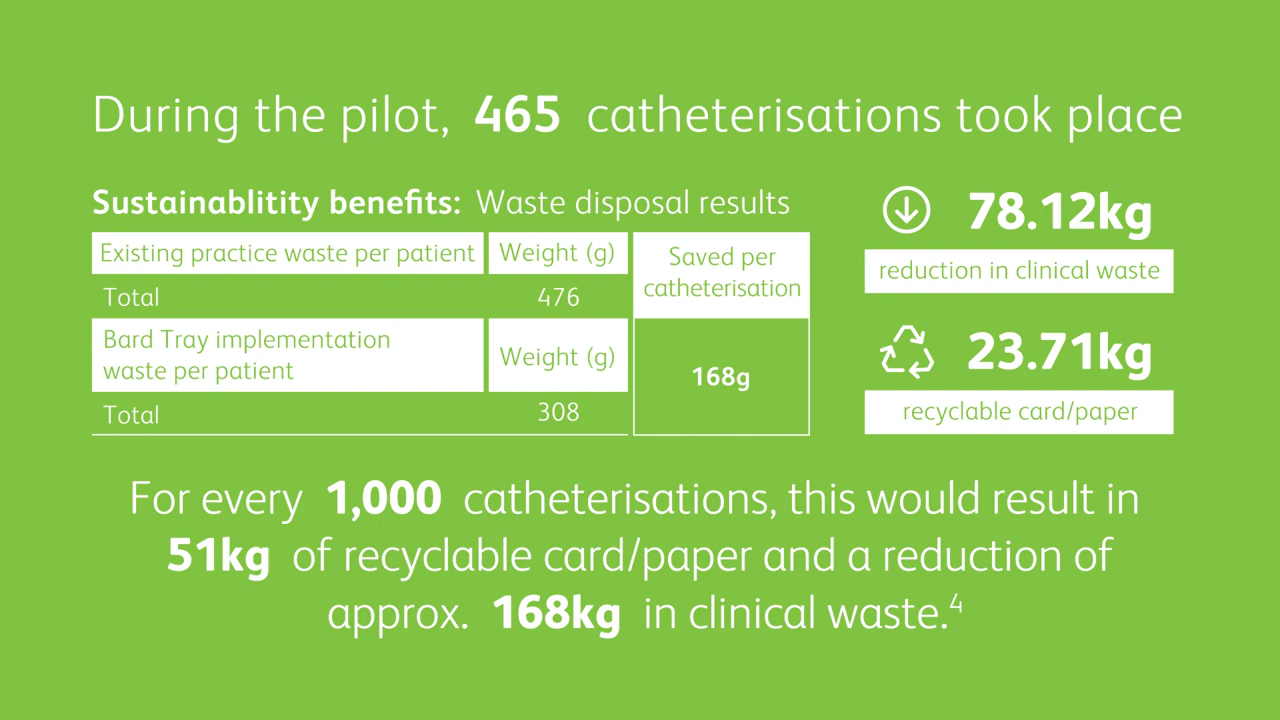 During the pilot, 465 catheterisations took place
Sustainablitity benefits: Waste disposal results
Existing practice waste per patient Weight (g)
Total 476
Bard Tray implementation
waste per patient
Weight (g)
Total 308
Saved per
catheterisation
168g
78.12kg
reduction in clinical waste
23.71kg
recyclable card/paper
For every 1,000 catheterisations, this would result in
51kg of recyclable card/paper and a reduction of
approx. 168kg in clinical waste.⁴